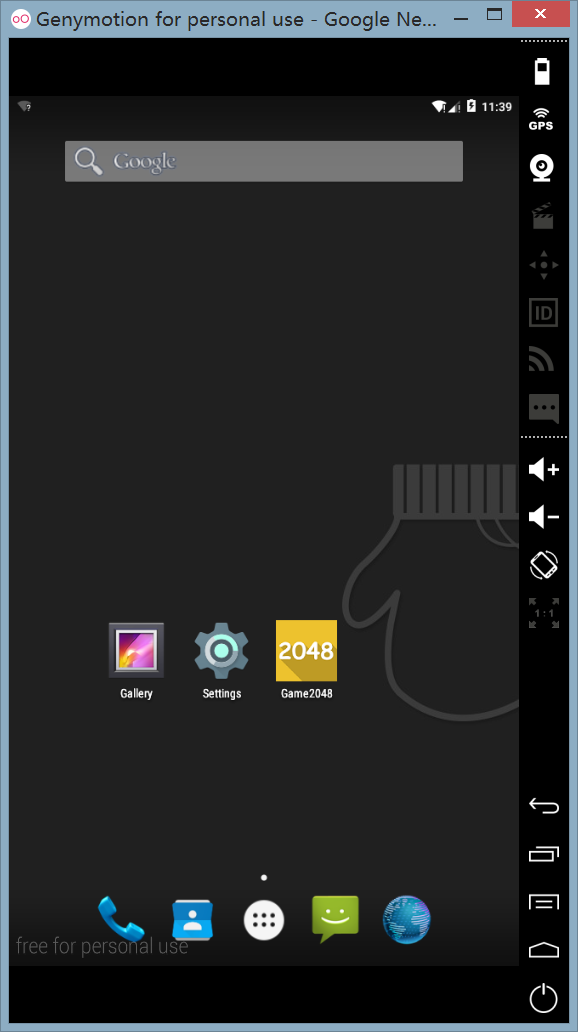 Genymotion for personal use - Google Ne...
11:39
GPS
Google
ID
1 : 1
2048
Gallery
Settings
Game2048
free for personal use